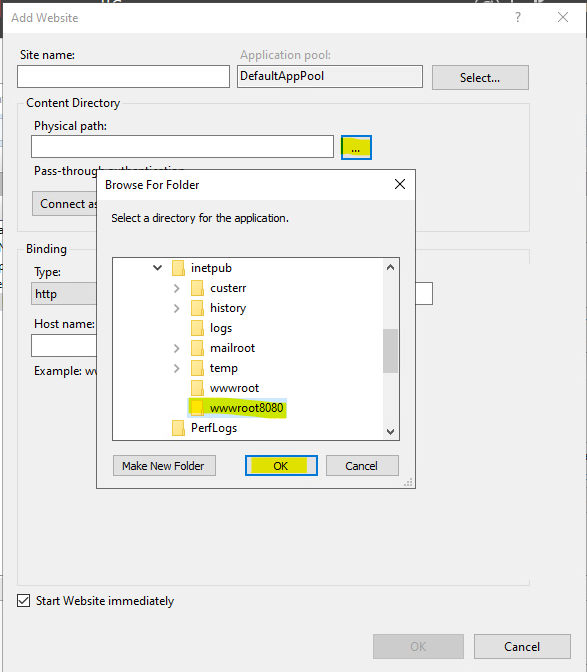 Add Website
?
Site name:
Application pool:
DefaultAppPool
Select...
Content Directory
Physical path:
...
Pass-through authentication
Browse For Folder
Connect as
Select a directory for the application.
Binding
inetpub
Type:
custerr
http
history
logs
Host name:
mailroot
temp
Example: w
wwwroot
wwwroot8080
PerfLogs
Make New Folder
OK
Cancel
Start Website immediately
OK
Cancel